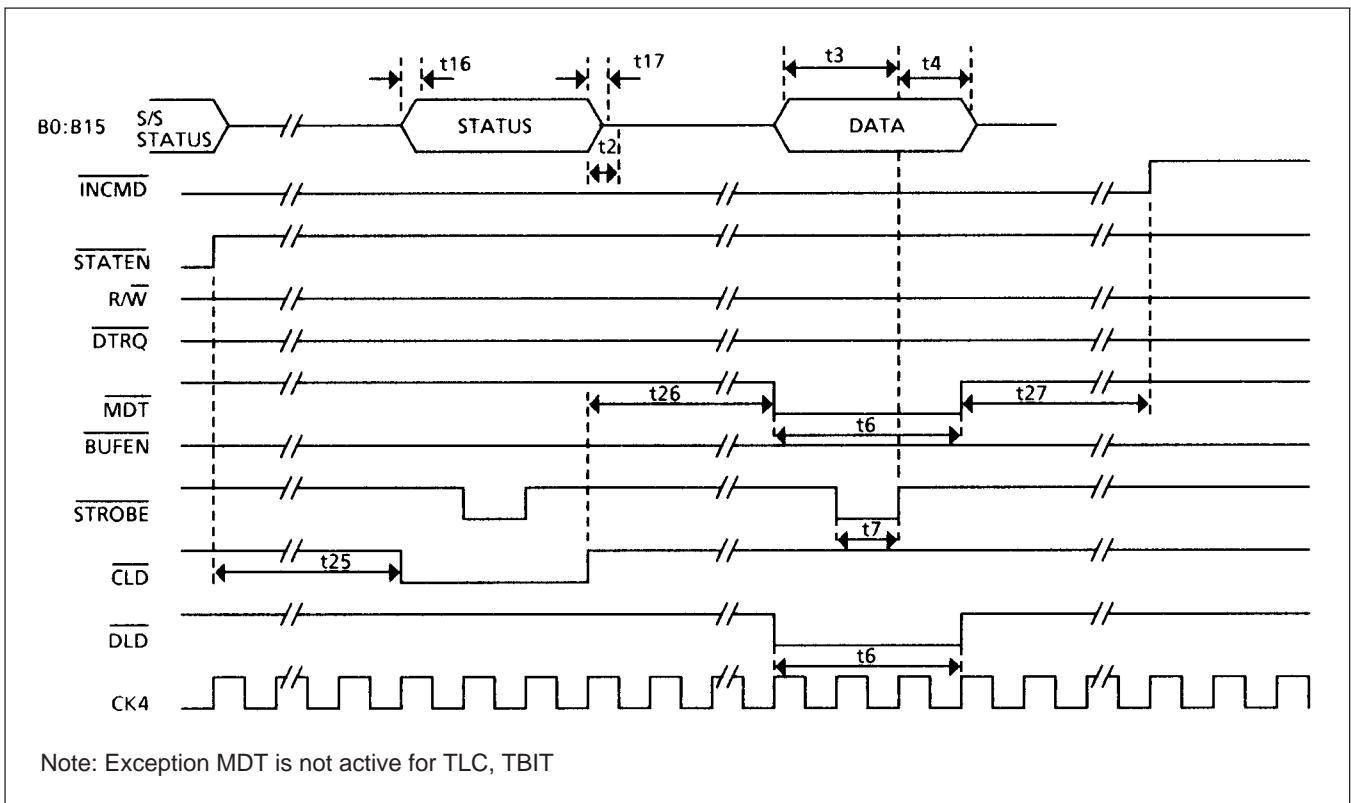 t16
t17
t3
t4
B0:B15
S/S
STATUS
STATUS
DATA
t2
INCMD
STATEN
R/W
DTRQ
MDT
t26
t27
t6
BUFEN
STROBE
t7
CLD
t25
DLD
t6
CK4
Note: Exception MDT is not active for TLC, TBIT